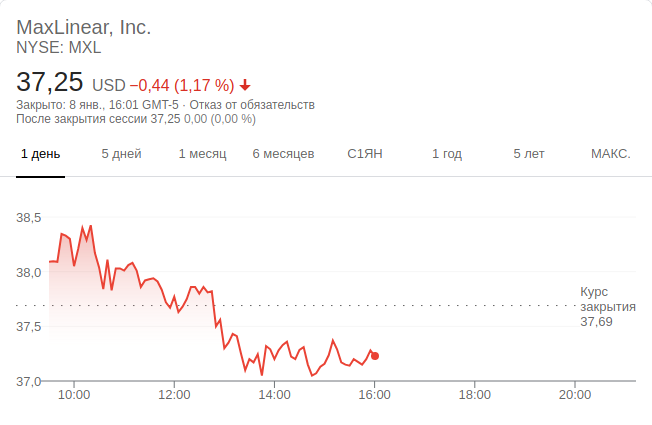 MaxLinear, Inc.
NYSE: MXL
37,25 USD −0,44 (1,17 %)
Закрыто: 8 янв., 16:01 GMT-5 · Отказ от обязательств
После закрытия сессии 37,25 0,00 (0,00 %)
1 день 5 дней 1 месяц 6 месяцев С1ЯН 1 год 5 лет МАКС.
38,5
38,0
37,5
37,0
Курс
закрытия
37,69
10:00 12:00 14:00 16:00 18:00 20:00